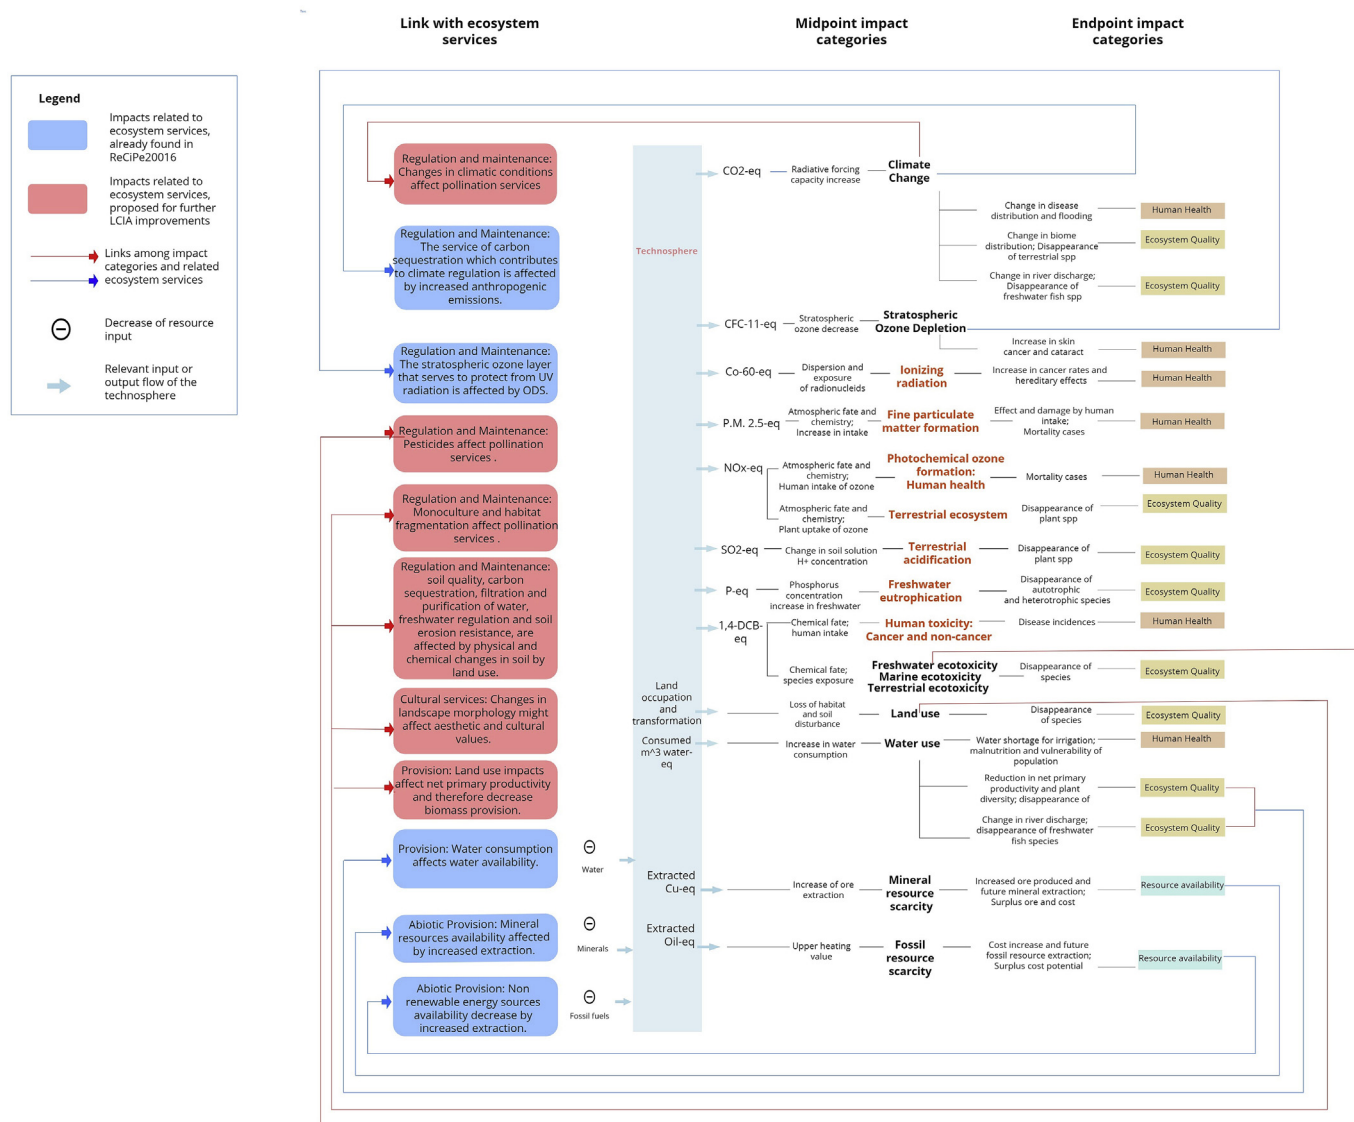 Link with ecosystem
services
Midpoint impact
categories
Endpoint impact
categories
Legend
Impacts related to
ecosystem services,
already found in
ReCiPe20016
Impacts related to
ecosystem services,
proposed for further
LCIA improvements
Links among impact
categories and related
ecosystem services
Decrease of resource
input
Relevant input or
output flow of the
technosphere
Regulation and maintenance:
Changes in climatic conditions
affect pollination services
Regulation and Maintenance:
The service of carbon
sequestration which contributes
to climate regulation is affected
by increased anthropogenic
emissions.
Regulation and Maintenance:
The stratospheric ozone layer
that serves to protect from UV
radiation is affected by ODS.
Regulation and Maintenance:
Pesticides affect pollination
services .
Regulation and Maintenance:
Monoculture and habitat
fragmentation affect pollination
services .
Regulation and Maintenance:
soil quality, carbon
sequestration, filtration and
purification of water,
freshwater regulation and soil
erosion resistance, are
affected by physical and
chemical changes in soil by
land use.
Cultural services: Changes in
landscape morphology might
affect aesthetic and cultural
values.
Provision: Land use impacts
affect net primary productivity
and therefore decrease
biomass provision.
Provision: Water consumption
affects water availability.
Abiotic Provision: Mineral
resources availability affected
by increased extraction.
Abiotic Provision: Non
renewable energy sources
availability decrease by
increased extraction.
Water
Minerals
Fossil fuels
Technosphere
Land
occupation
and
transformation
Consumed
m^3 water-
eq
Extracted
Cu-eq
Extracted
Oil-eq
CO2-eq
Radiative forcing
capacity increase
Climate
Change
Change in disease
distribution and flooding
Human Health
Change in biome
distribution; Disappearance
of terrestrial spp
Ecosystem Quality
Change in river discharge;
Disappearance of
freshwater fish spp
Ecosystem Quality
CFC-11-eq
Stratospheric
ozone decrease
Stratospheric
Ozone Depletion
Increase in skin
cancer and cataract
Human Health
Co-60-eq
Dispersion and
exposure
of radionucleids
Ionizing
radiation
Increase in cancer rates and
hereditary effects
Human Health
P.M. 2.5-eq
Atmospheric fate and
chemistry;
Increase in intake
Fine particulate
matter formation
Effect and damage by human
intake;
Mortality cases
Human Health
NOx-eq
Atmospheric fate and
chemistry;
Human intake of ozone
Photochemical ozone
formation:
Human health
Mortality cases
Human Health
Atmospheric fate and
chemistry;
Plant uptake of ozone
Terrestrial ecosystem
Disappearance of
plant spp
Ecosystem Quality
SO2-eq
Change in soil solution
H+ concentration
Terrestrial
acidification
Disappearance of
plant spp
Ecosystem Quality
P-eq
Phosphorus
concentration
increase in freshwater
Freshwater
eutrophication
Disappearance of
autotrophic
and heterotrophic species
Ecosystem Quality
1,4-DCB-
eq
Chemical fate;
human intake
Human toxicity:
Cancer and non-cancer
Disease incidences
Human Health
Chemical fate;
species exposure
Freshwater ecotoxicity
Marine ecotoxicity
Terrestrial ecotoxicity
Disappearance of
species
Ecosystem Quality
Loss of habitat
and soil
disturbance
Land use
Disappearance
of species
Ecosystem Quality
Increase in water
consumption
Water use
Water shortage for irrigation;
malnutrition and vulnerability of
population
Human Health
Reduction in net primary
productivity and plant
diversity; disappearance of
Ecosystem Quality
Change in river discharge;
disappearance of freshwater
fish species
Ecosystem Quality
Increase of ore
extraction
Mineral
resource
scarcity
Increased ore produced and
future mineral extraction;
Surplus ore and cost
Resource availability
Upper heating
value
Fossil
resource
scarcity
Cost increase and future
fossil resource extraction;
Surplus cost potential
Resource availability